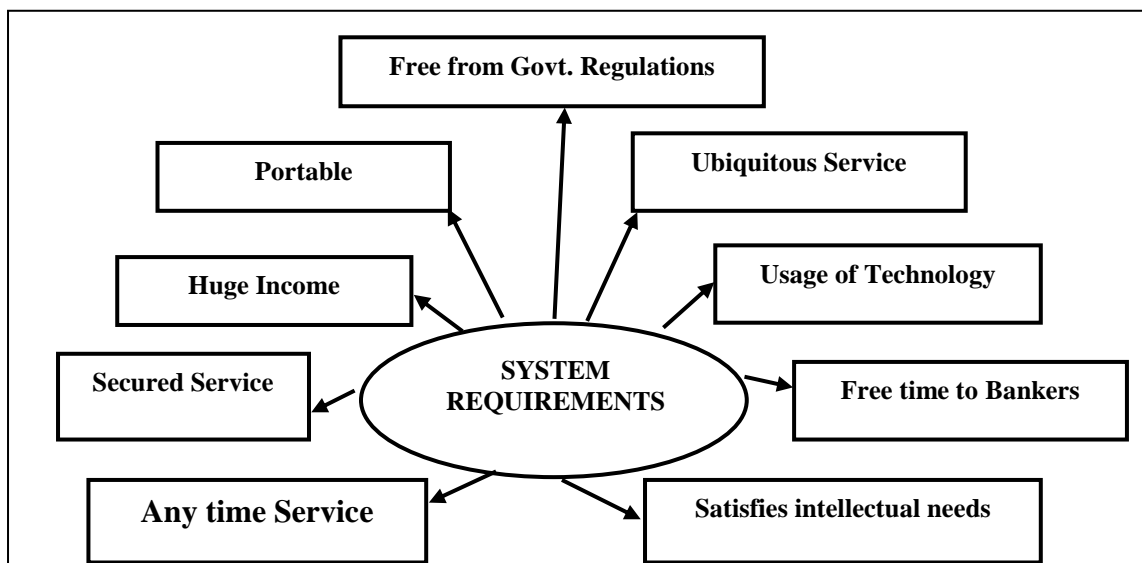 Free from Govt. Regulations
Portable
Ubiquitous Service
Huge Income
Usage of Technology
Secured Service
SYSTEM
REQUIREMENTS
Free time to Bankers
Any time Service
Satisfies intellectual needs